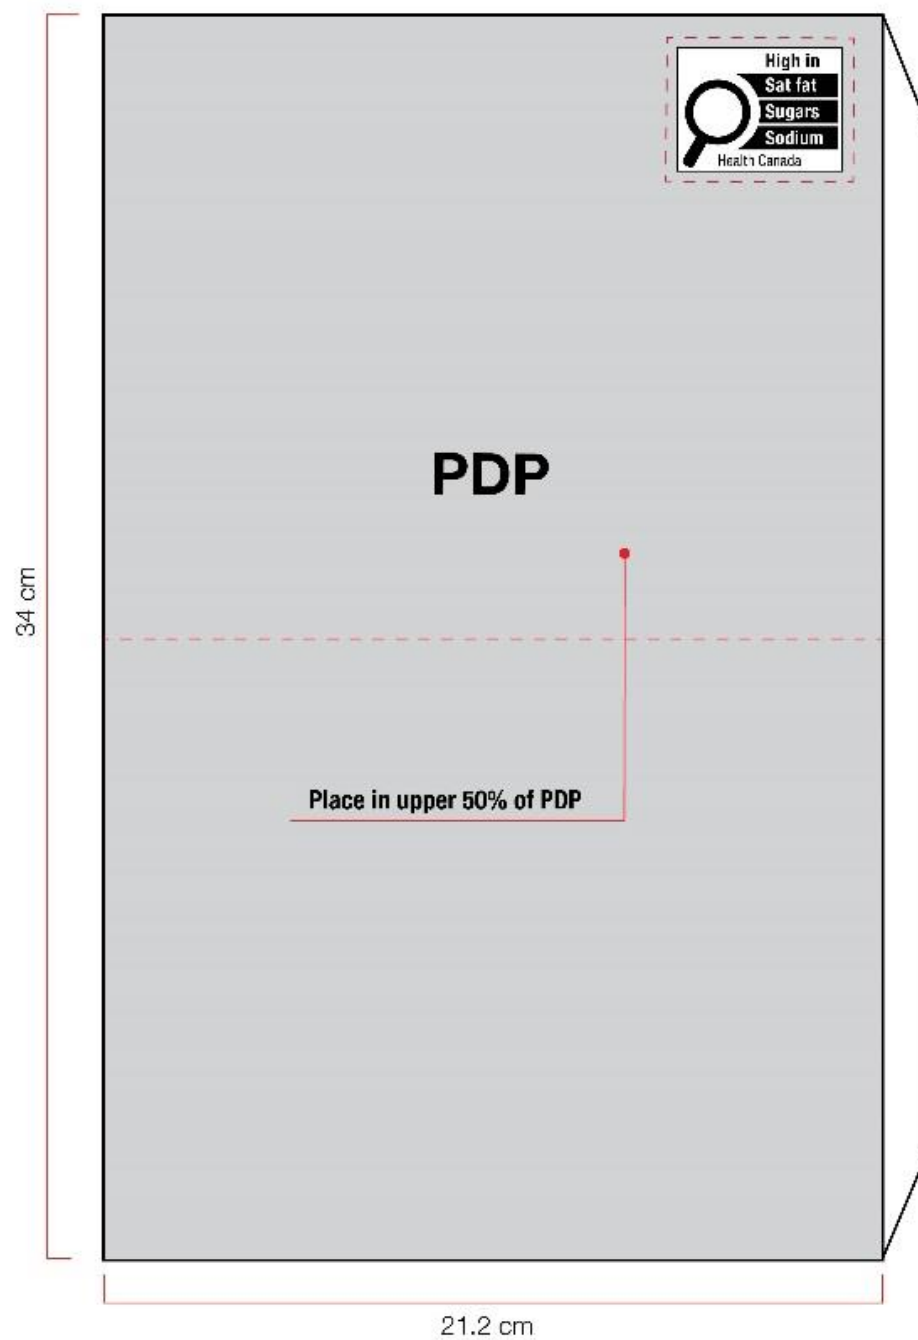 High in
Sat fat
Sugars
Sodium
Health Canada
PDP
34 cm
Place in upper 50% of PDP
21.2 cm